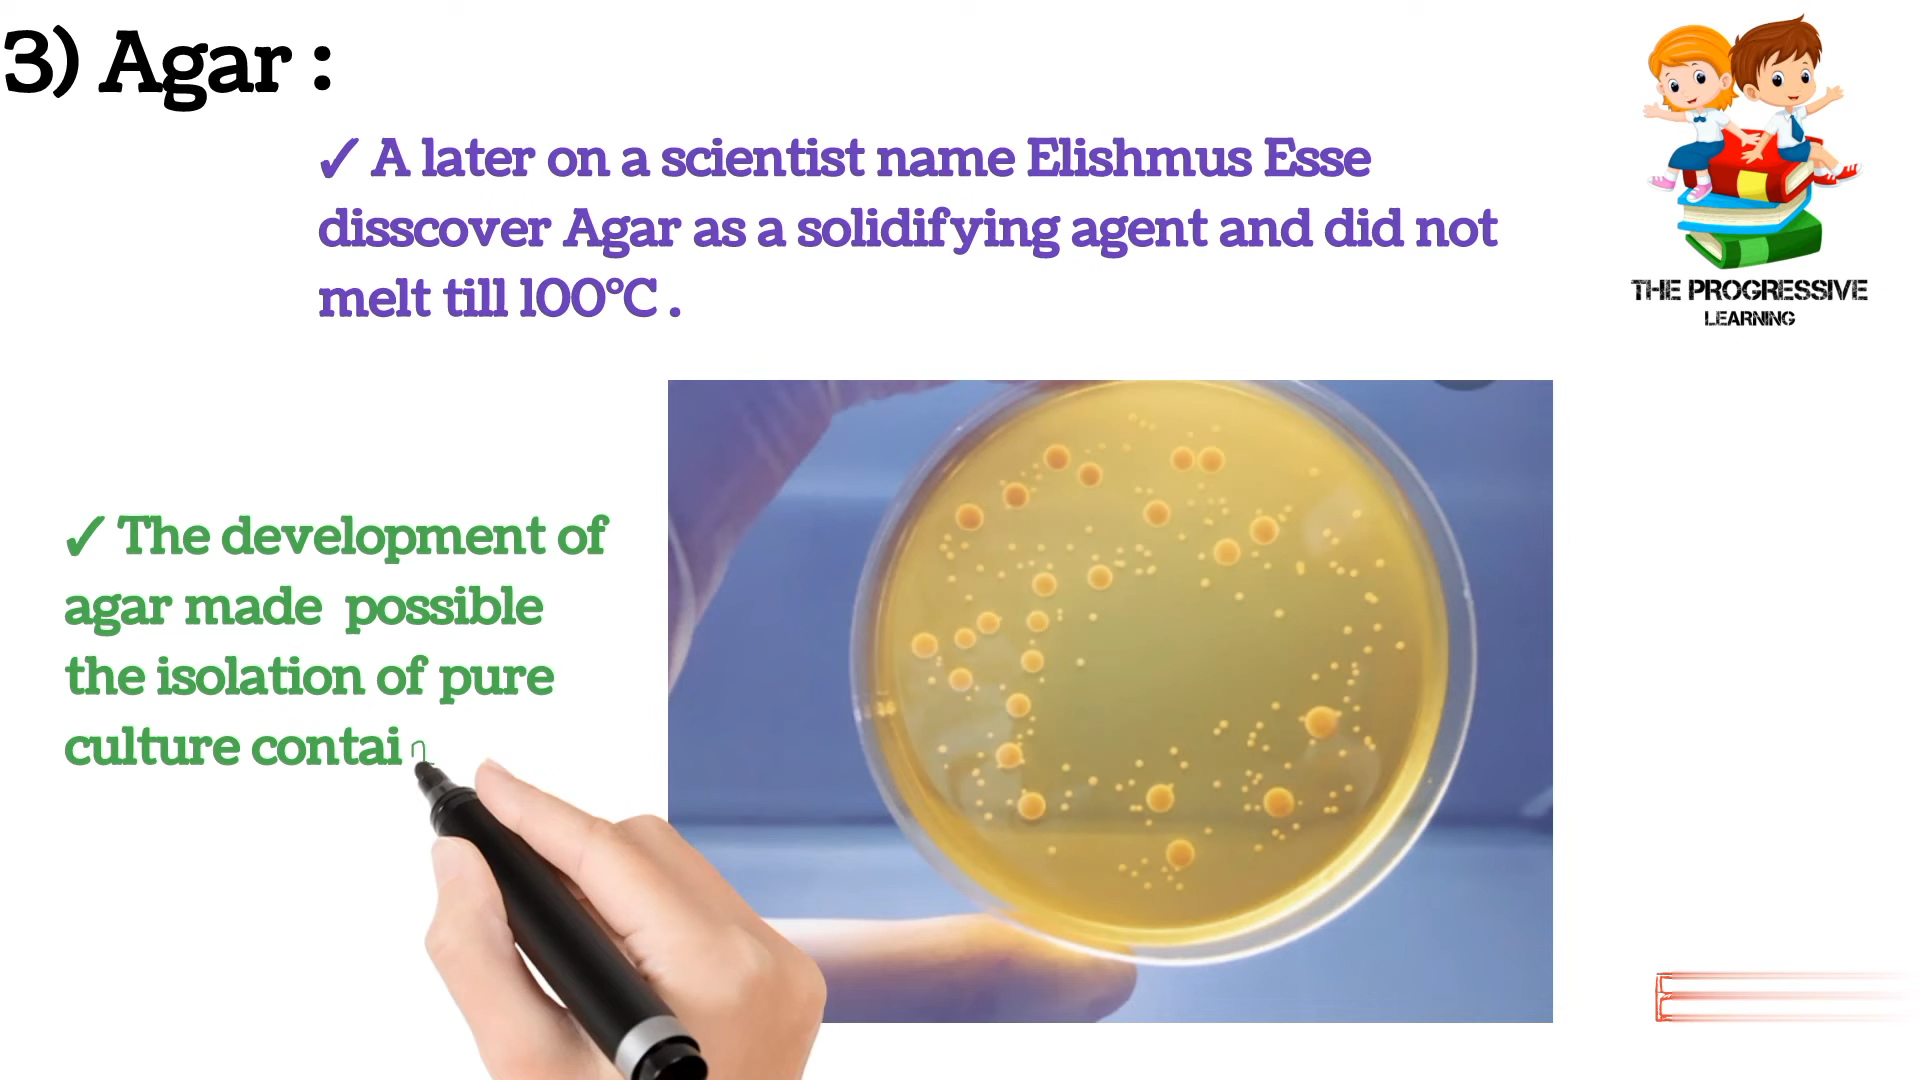 3) Agar :
✓ A later on a scientist name Elishmus Esse
disscover Agar as a solidifying agent and did not
melt till 100°C .
THE PROGRESSIVE
LEARNING
✓ The development of
agar made possible
the isolation of pure
culture contain